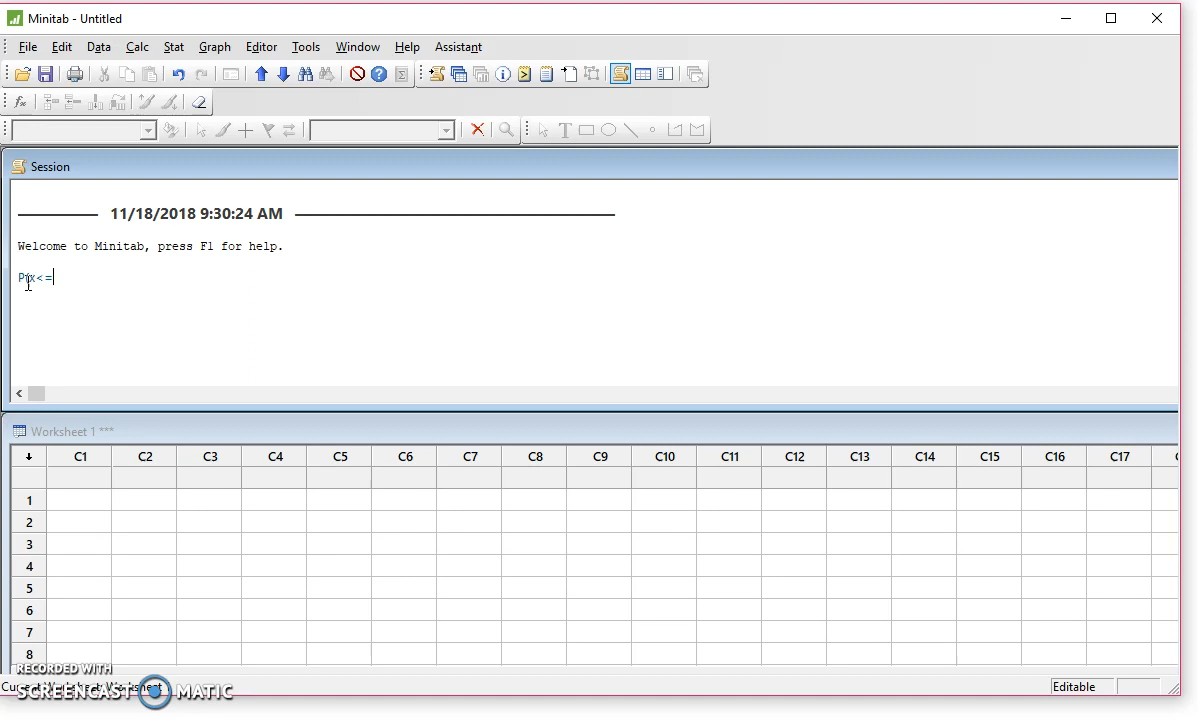 Minitab - Untitled
File Edit Data Calc Stat Graph Editor Tools Window Help Assistant
Session
11/18/2018 9:30:24 AM
Welcome to Minitab, press F1 for help.
<=
Worksheet 1 ***
C1 C2 C3 C4 C5 C6 C7 C8 C9 C10 C11 C12 C13 C14 C15 C16 C17
1
2
3
4
5
6
7
8
RECORDED WITH
SCREENCAST MATIC
Editable